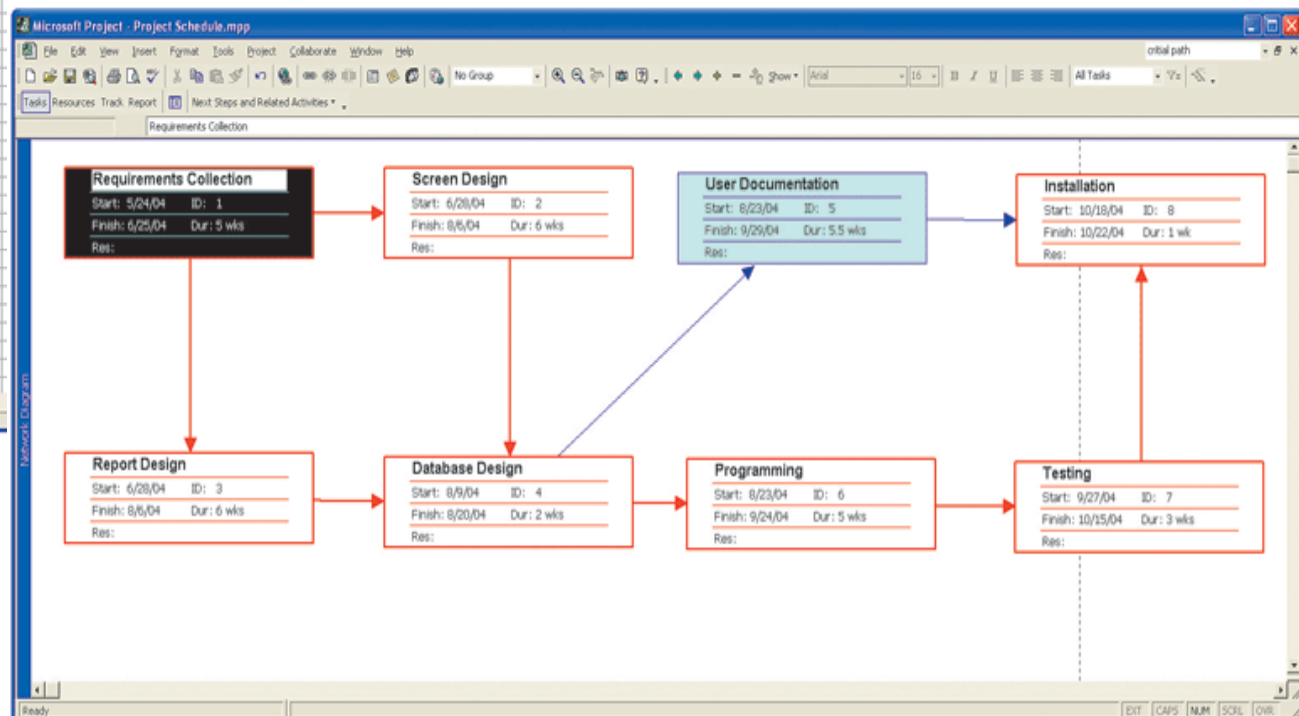 Microsoft Project - Project Schedule.mpp
File Edit View Insert Format Tools Project Collaborate Window Help critial path
No Group Show Arial 16 B I U All Tasks
Tasks Resources Track Report Next Steps and Related Activities
Requirements Collection
Network Diagram
Requirements Collection
Start: 5/24/04 ID: 1
Finish: 6/25/04 Dur: 5 wks
Res:
Screen Design
Start: 6/28/04 ID: 2
Finish: 8/6/04 Dur: 6 wks
Res:
User Documentation
Start: 8/23/04 ID: 5
Finish: 9/29/04 Dur: 5.5 wks
Res:
Installation
Start: 10/18/04 ID: 8
Finish: 10/22/04 Dur: 1 wk
Res:
Report Design
Start: 6/28/04 ID: 3
Finish: 8/6/04 Dur: 6 wks
Res:
Database Design
Start: 8/9/04 ID: 4
Finish: 8/20/04 Dur: 2 wks
Res:
Programming
Start: 8/23/04 ID: 6
Finish: 9/24/04 Dur: 5 wks
Res:
Testing
Start: 9/27/04 ID: 7
Finish: 10/15/04 Dur: 3 wks
Res:
Ready EXT CAPS NUM SCRL OVR